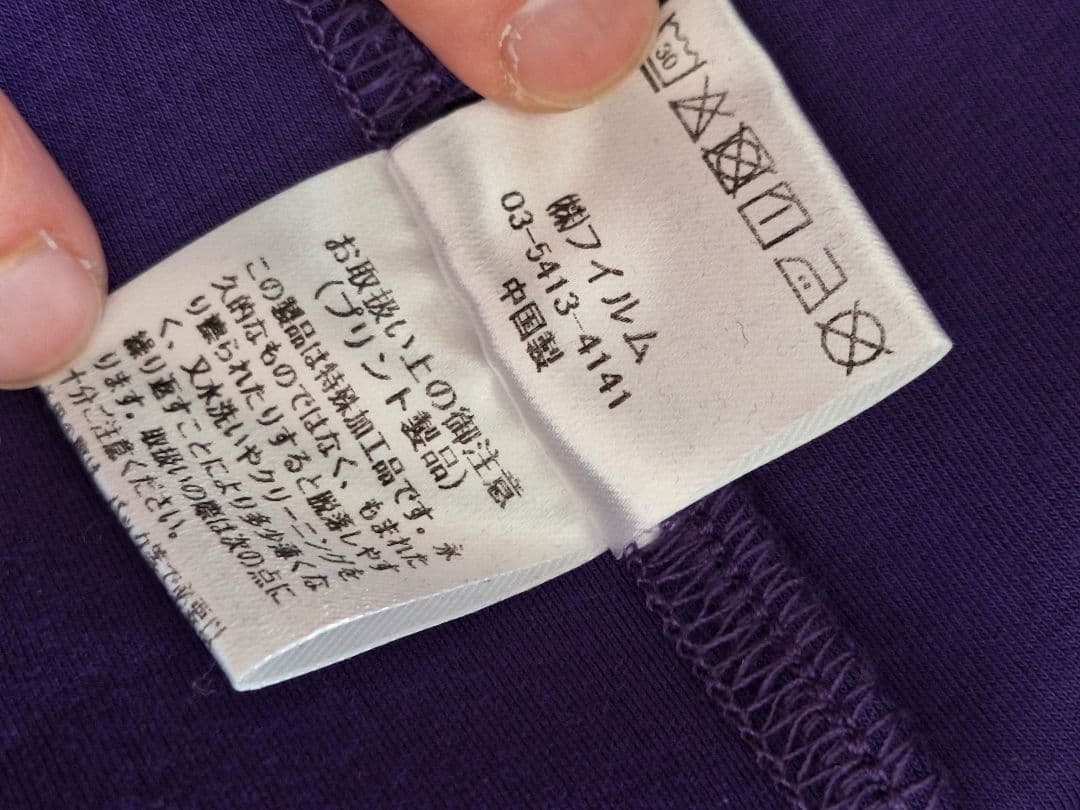 30
㈱フイルム
03-5413-4141
中国製
お取扱い上の御注意
(プリント製品)
この製品は特殊加工品です。永
久的なものではなく、もまれた
り擦られたりすると脱落しやす
く、又水洗いやクリーニングを
繰り返すことにより多少薄くな
ります。取扱いの際は次の点に
十分ご注意ください。